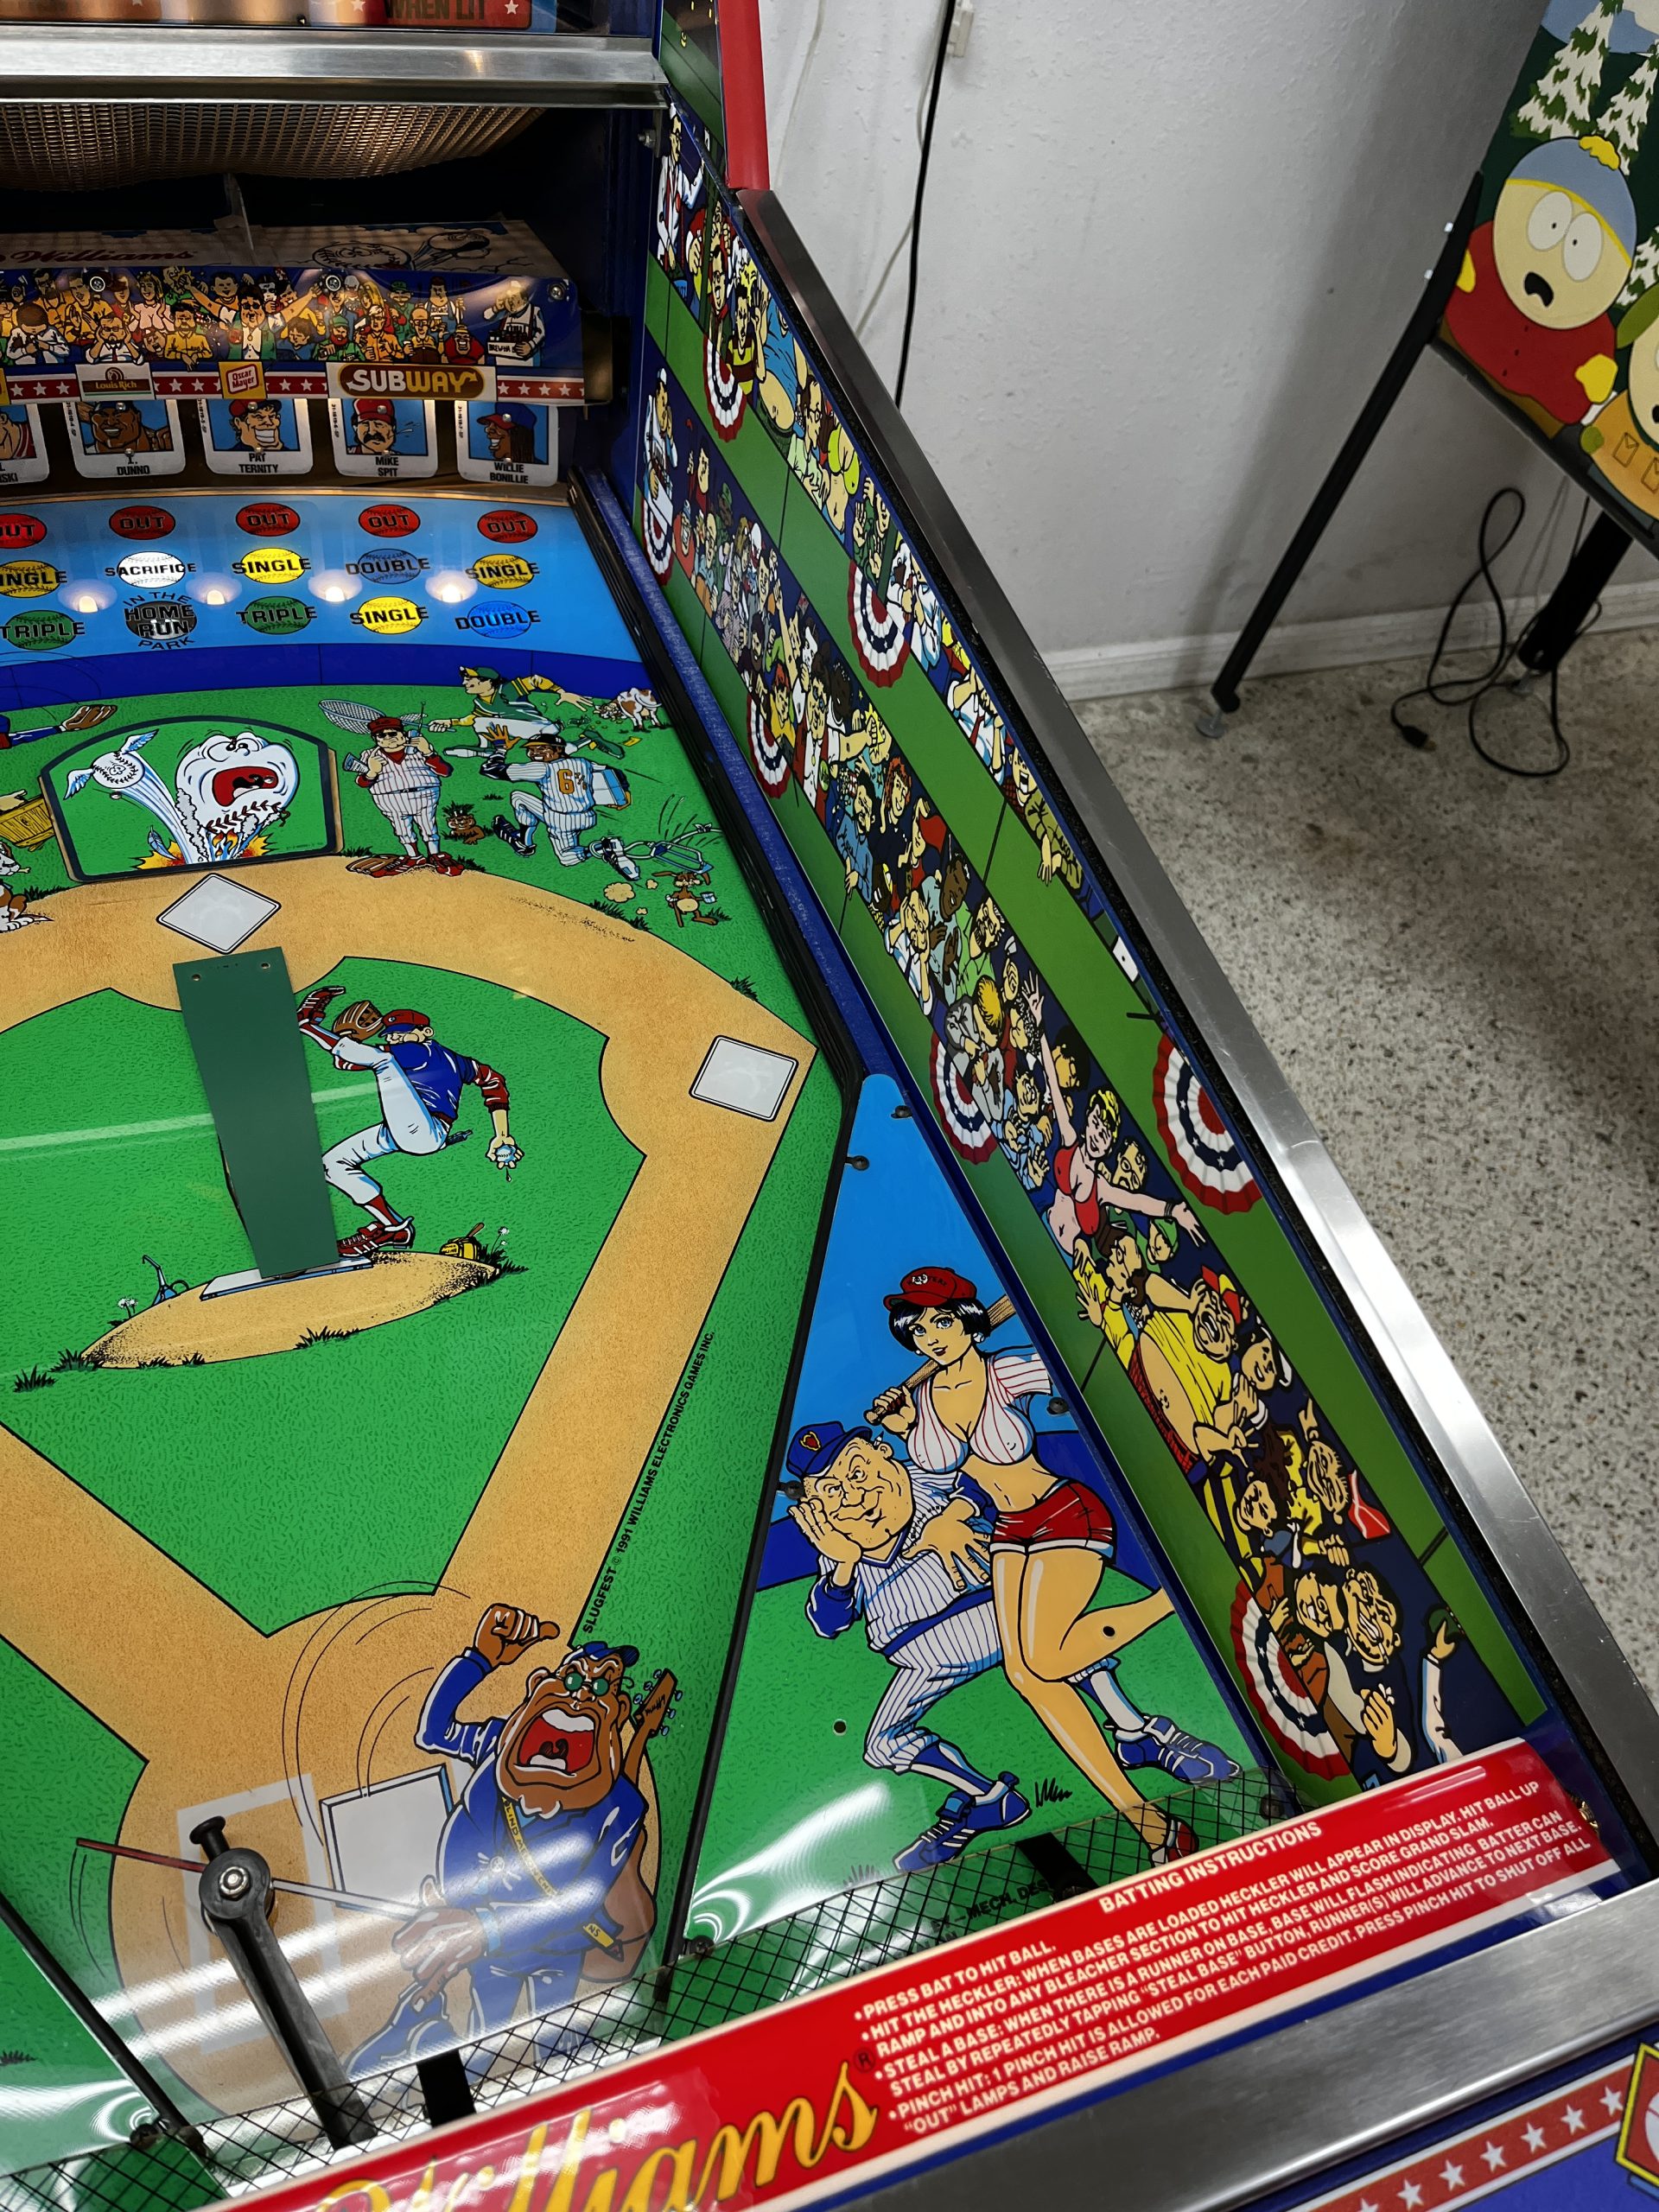 WHEN LIT
Williams
Louis Rich
Oscar
Mayer
SUBWAY
I.
DUNNO
PAT
TERNITY
MIKE
SPIT
WILLIE
BONILLIE
OUT OUT OUT OUT OUT
SACRIFICE SINGLE DOUBLE SINGLE
TRIPLE IN THE HOME RUN PARK TRIPLE SINGLE DOUBLE
SLUGFEST © 1991 WILLIAMS ELECTRONICS GAMES INC.
BATTING INSTRUCTIONS
•PRESS BAT TO HIT BALL.
•HIT THE HECKLER: WHEN BASES ARE LOADED HECKLER WILL APPEAR IN DISPLAY. HIT BALL UP
RAMP AND INTO ANY BLEACHER SECTION TO HIT HECKLER AND SCORE GRAND SLAM.
•STEAL A BASE: WHEN THERE IS A RUNNER ON BASE, BASE WILL FLASH INDICATING BATTER CAN
STEAL BY REPEATEDLY TAPPING "STEAL BASE" BUTTON, RUNNER(S) WILL ADVANCE TO NEXT BASE.
•PINCH HIT: 1 PINCH HIT IS ALLOWED FOR EACH PAID CREDIT. PRESS PINCH HIT TO SHUT OFF ALL
"OUT" LAMPS AND RAISE RAMP.
Williams®